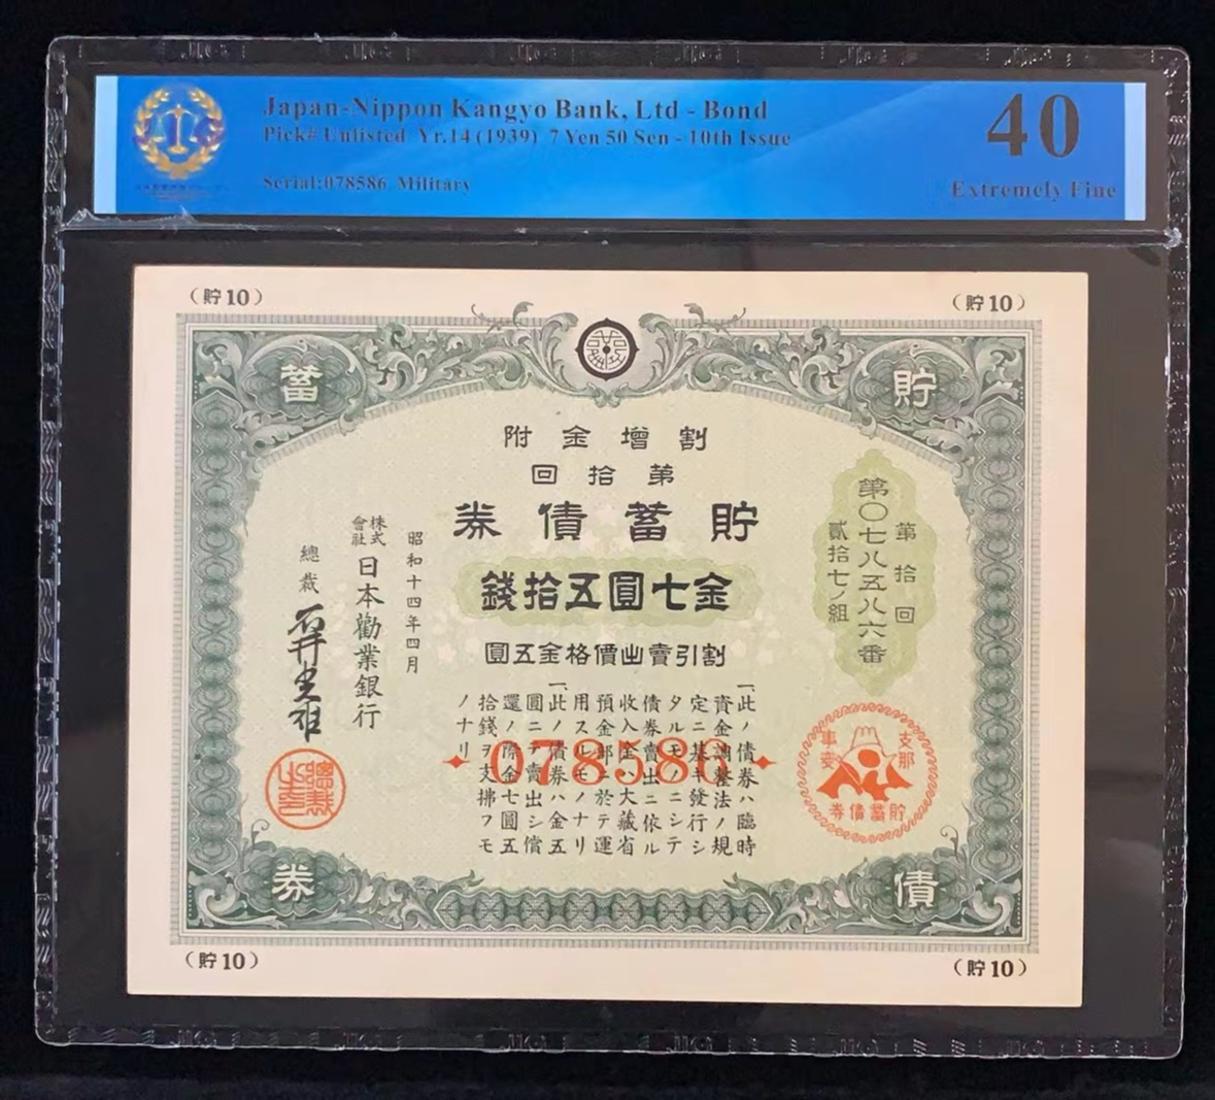 Japan-Nippon Kangyo Bank, Ltd - Bond
Pick# Unlisted Yr.14 (1939) 7 Yen 50 Sen - 10th Issue
Serial:078586 Military
40
Extremely Fine
（貯10）
（貯10）
貯
蓄
債
券
割增金附
第拾回
貯蓄債券
金七圓五拾錢
割引賣出價格金五圓
第拾回
第〇七八五八六番
貳拾七ノ組
一、此ノ債券ハ臨時
資金調整法ノ規
定ニ基キ發行シ
タルモノニシテ
債券賣出ニ依ル
收入金ハ大藏省
預金部ニ於テ運
用スルモノナリ
一、此ノ債券ハ金五
圓ニテ賣出シ償
還ノ際金七圓五
拾錢ヲ支拂フモ
ノナリ
078586
昭和十四年四月
株式會社日本勸業銀行
總裁
支那事變
貯蓄債券
（貯10）
（貯10）